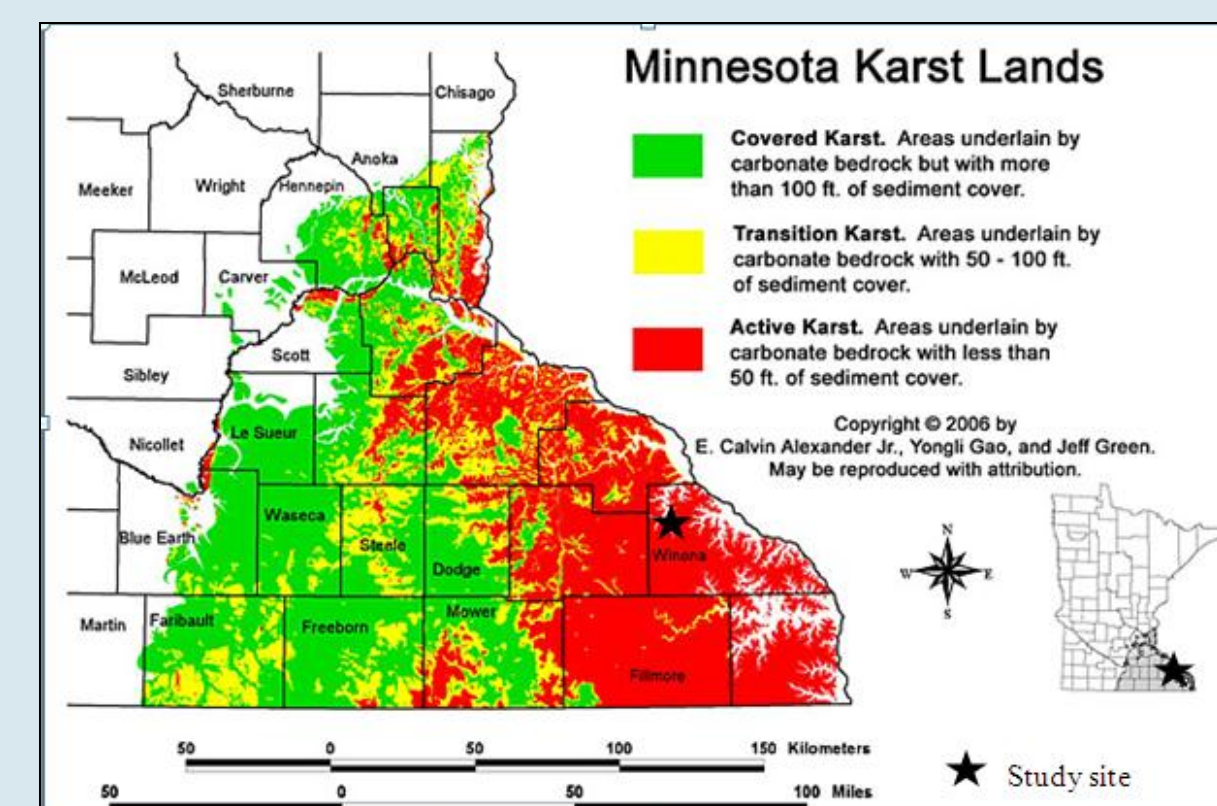 Minnesota Karst Lands
Covered Karst. Areas underlain by
carbonate bedrock but with more
than 100 ft. of sediment cover.
Transition Karst. Areas underlain by
carbonate bedrock with 50 - 100 ft.
of sediment cover.
Active Karst. Areas underlain by
carbonate bedrock with less than
50 ft. of sediment cover.
Copyright © 2006 by
E. Calvin Alexander Jr., Yongli Gao, and Jeff Green.
May be reproduced with attribution.
Sherburne
Chisago
Anoka
Meeker
Wright
Hennepin
McLeod
Carver
Scott
Sibley
Le Sueur
Nicollet
Waseca
Blue Earth
Steele
Winona
Dodge
Mower
Martin
Faribault
Freeborn
Fillmore
N
W
E
S
50 0 50 100 150 Kilometers
50 0 50 100 Miles
Study site